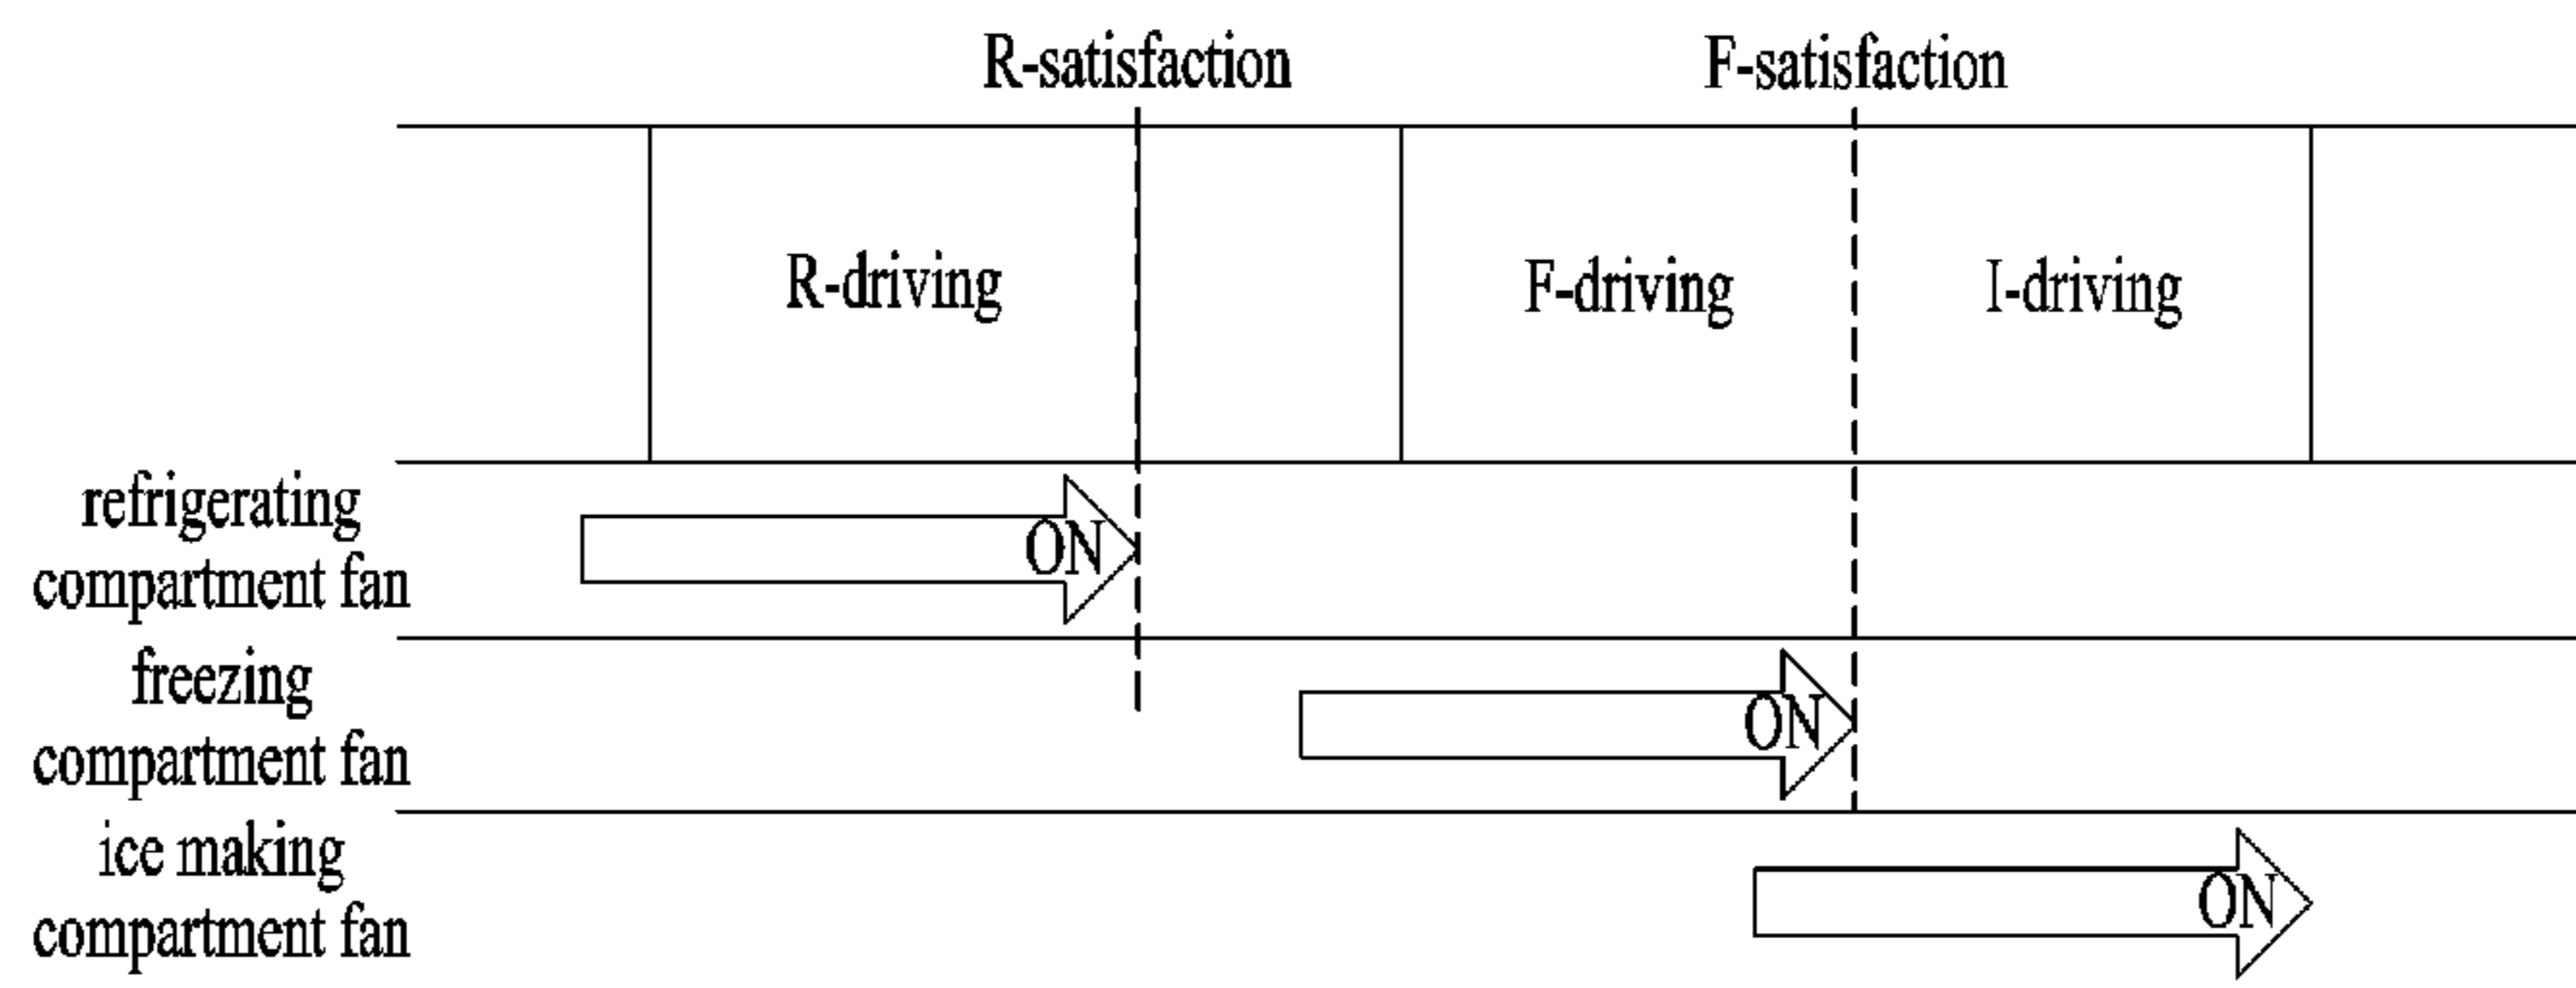 R-satisfaction F-satisfaction
R-driving F-driving I-driving
refrigerating
compartment fan
ON
freezing
compartment fan
ON
ice making
compartment fan
ON